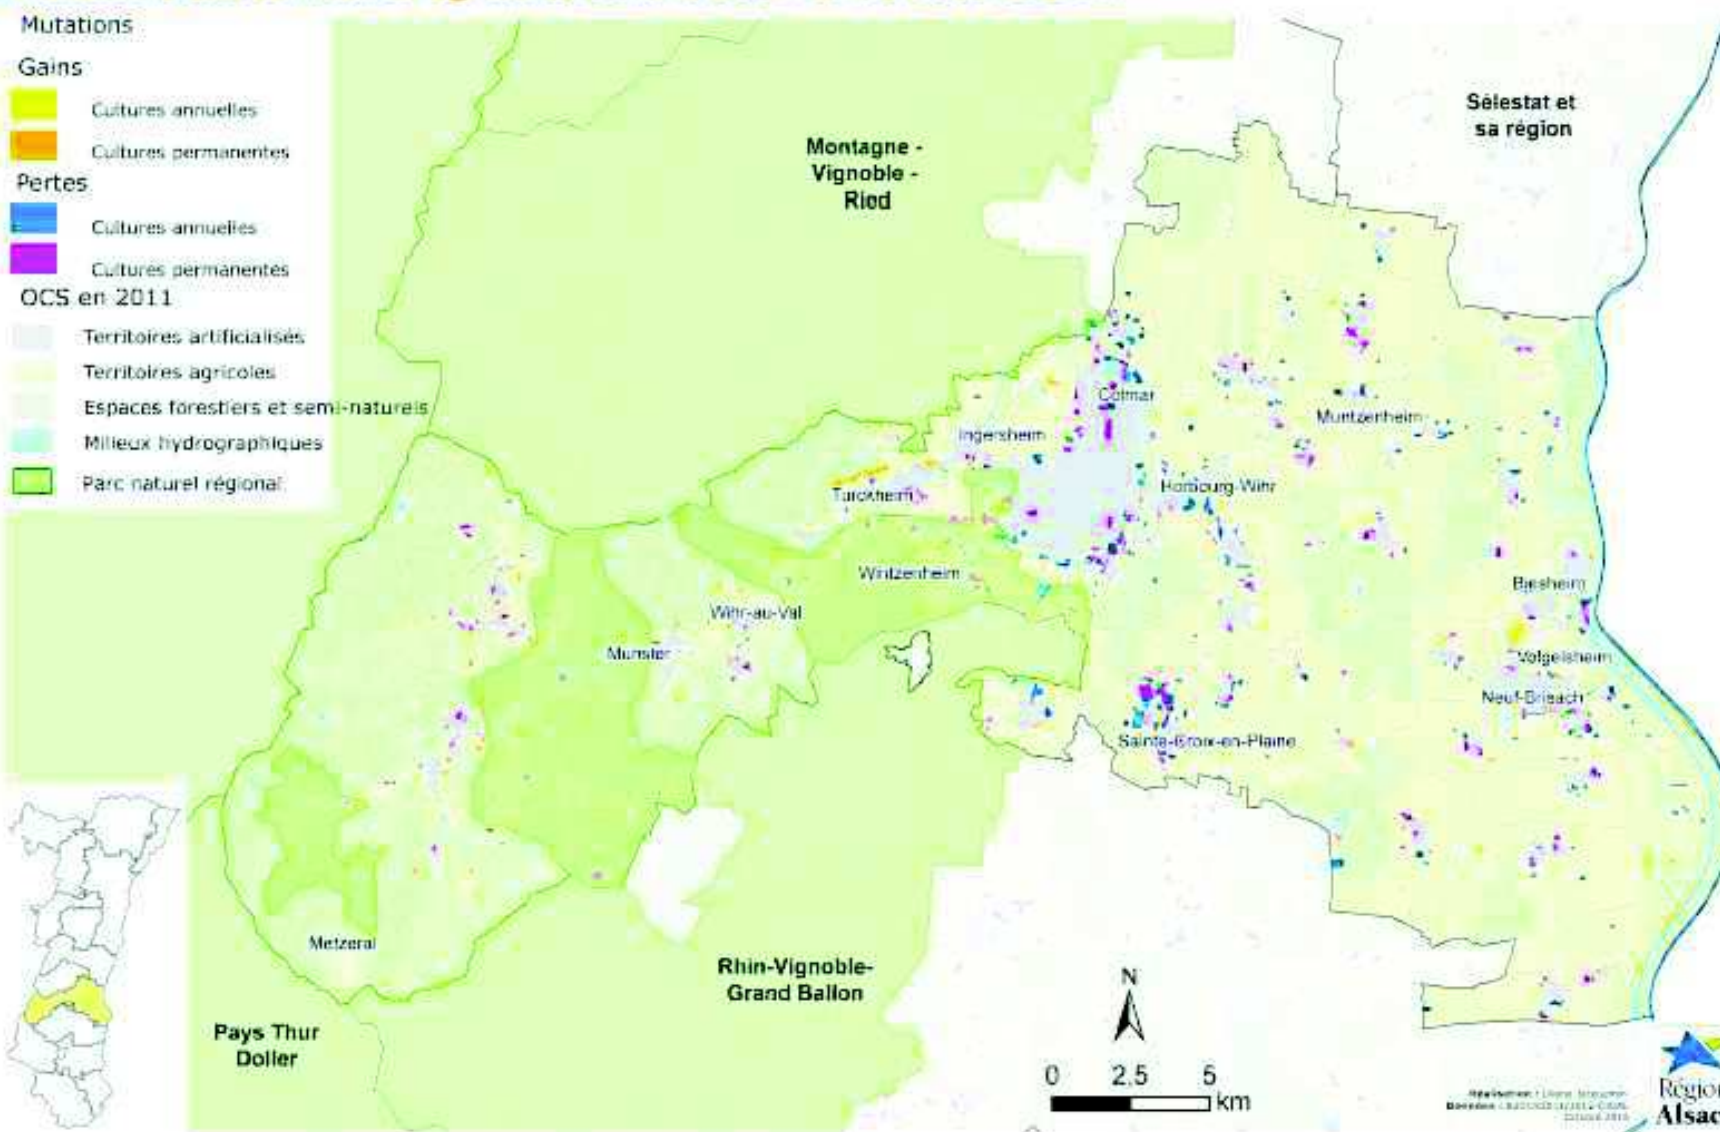 Mutations
Gains
Cultures annuelles
Cultures permanentes
Pertes
Cultures annuelles
Cultures permanentes
OCS en 2011
Territoires artificialisés
Territoires agricoles
Espaces forestiers et semi-naturels
Milieux hydrographiques
Parc naturel régional
Sélestat et
sa région
Montagne -
Vignoble -
Ried
Colmar
Muntzenheim
Ingersheim
Turckheim
Horbourg-Wihr
Wintzenheim
Biesheim
Wihr-au-Val
Munster
Volgelsheim
Neuf-Brisach
Sainte-Croix-en-Plaine
Metzeral
Rhin-Vignoble-
Grand Ballon
Pays Thur
Doller
N
0 2.5 5
km
Réalisation :
Données :
Région
Alsac